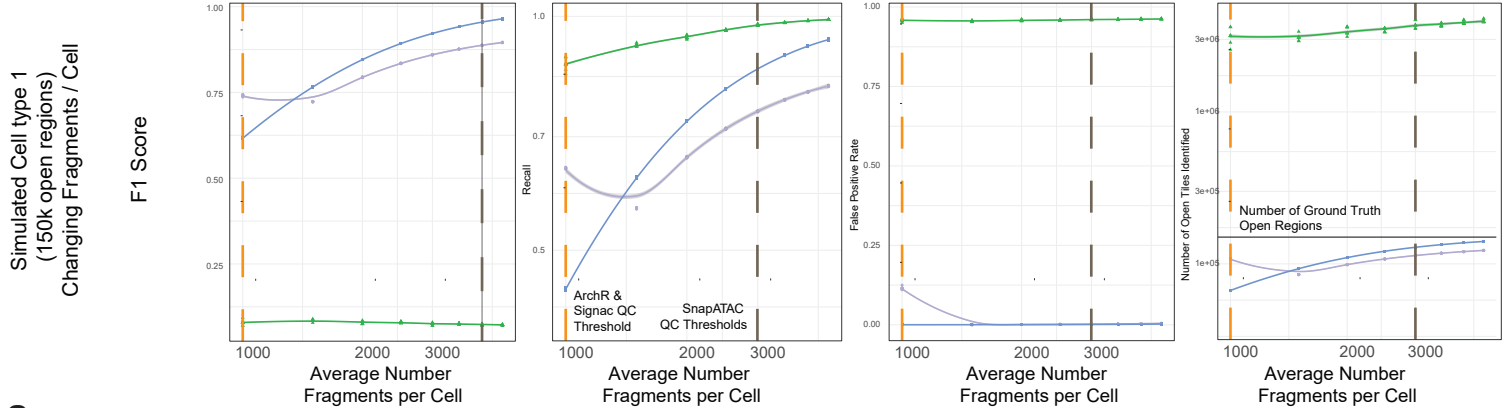 Simulated Cell type 1
(150k open regions)
Changing Fragments / Cell
F1 Score
1.00
0.75
0.50
0.25
1000 2000 3000
Average Number
Fragments per Cell
Recall
1.0
0.7
0.5
ArchR &
Signac QC
Threshold
SnapATAC
QC Thresholds
1000 2000 3000
Average Number
Fragments per Cell
False Positive Rate
1.00
0.75
0.50
0.25
0.00
1000 2000 3000
Average Number
Fragments per Cell
Number of Open Tiles Identified
3e+06
1e+06
3e+05
1e+05
Number of Ground Truth
Open Regions
1000 2000 3000
Average Number
Fragments per Cell